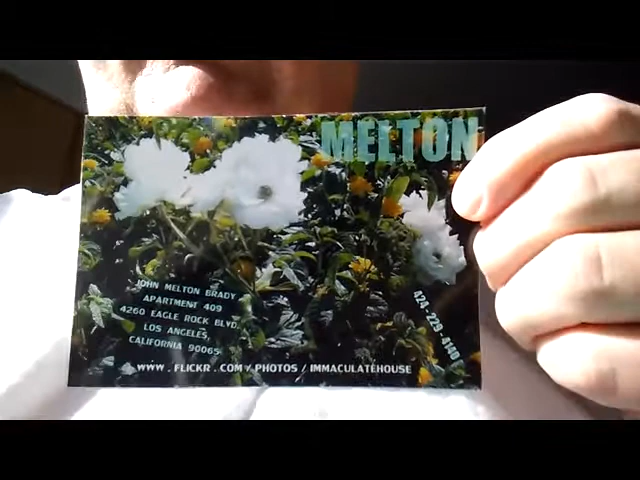 MELTON
JOHN MELTON BRADY
APARTMENT 409
4260 EAGLE ROCK BLVD.
LOS ANGELES,
CALIFORNIA 90065
424-229-4140
WWW.FLICKR.COM/PHOTOS/IMMACULATEHOUSE